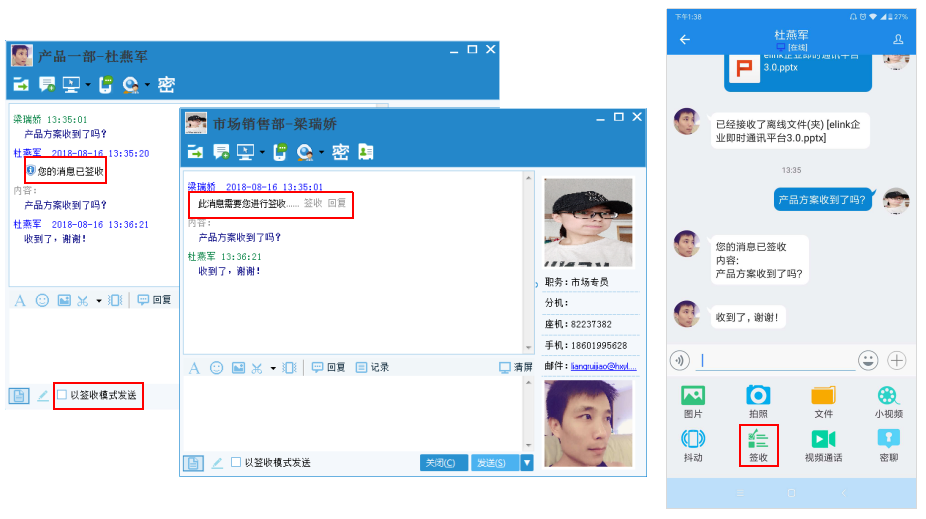 产品一部-杜燕军
梁瑞娇 13:35:01
产品方案收到了吗?
杜燕军 2018-08-16 13:35:20
您的消息已签收
内容:
产品方案收到了吗?
杜燕军 2018-08-16 13:36:21
收到了，谢谢!
回复
以签收模式发送
密
市场销售部-梁瑞娇
密
梁瑞娇 2018-08-16 13:35:01
此消息需要您进行签收...... 签收 回复
内容:
产品方案收到了吗?
杜燕军 13:36:21
收到了，谢谢!
回复 记录 清屏
以签收模式发送
关闭(C) 发送(S)
职务:市场专员
分机:
座机:82237382
手机:18601995628
邮件:liangruijiao@hxyl....
下午1:38
27%
杜燕军
[在线]
elink企业即时通讯平台
3.0.pptx
已经接收了离线文件(夹) [elink企
业即时通讯平台3.0.pptx]
13:35
产品方案收到了吗?
您的消息已签收
内容:
产品方案收到了吗?
收到了，谢谢!
图片 拍照 文件 小视频
抖动 签收 视频通话 密聊